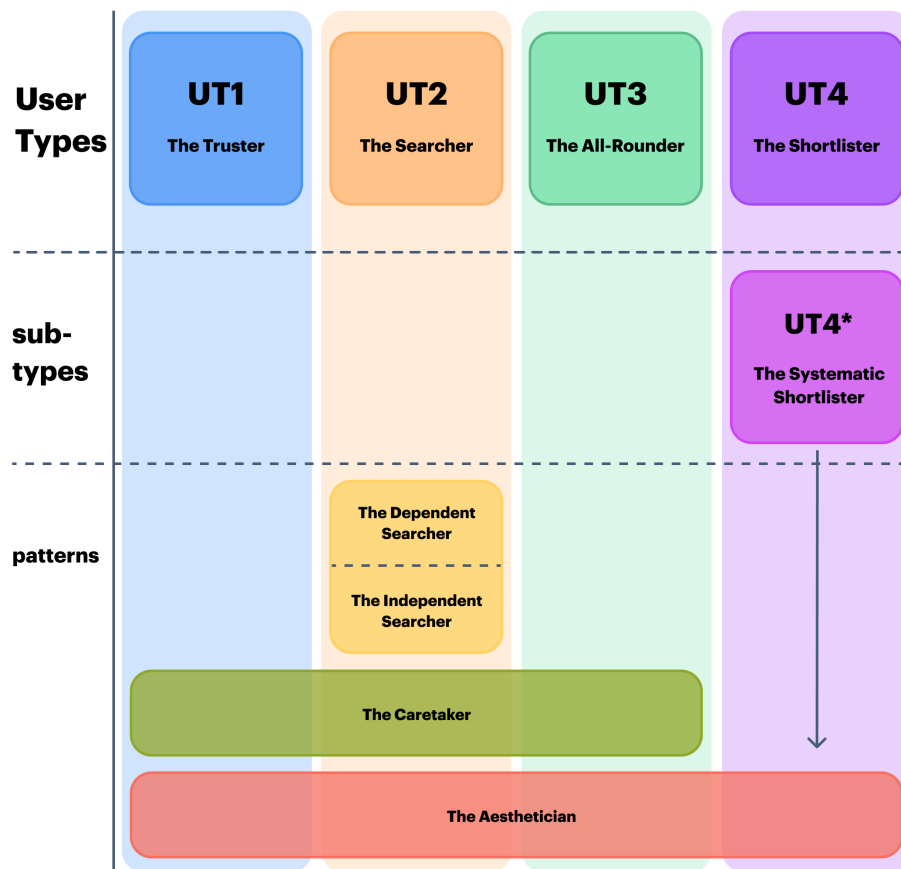 User
Types
UT1
The Truster
UT2
The Searcher
UT3
The All-Rounder
UT4
The Shortlister
sub-
types
UT4*
The Systematic
Shortlister
patterns
The Dependent
Searcher
The Independent
Searcher
The Caretaker
The Aesthetician